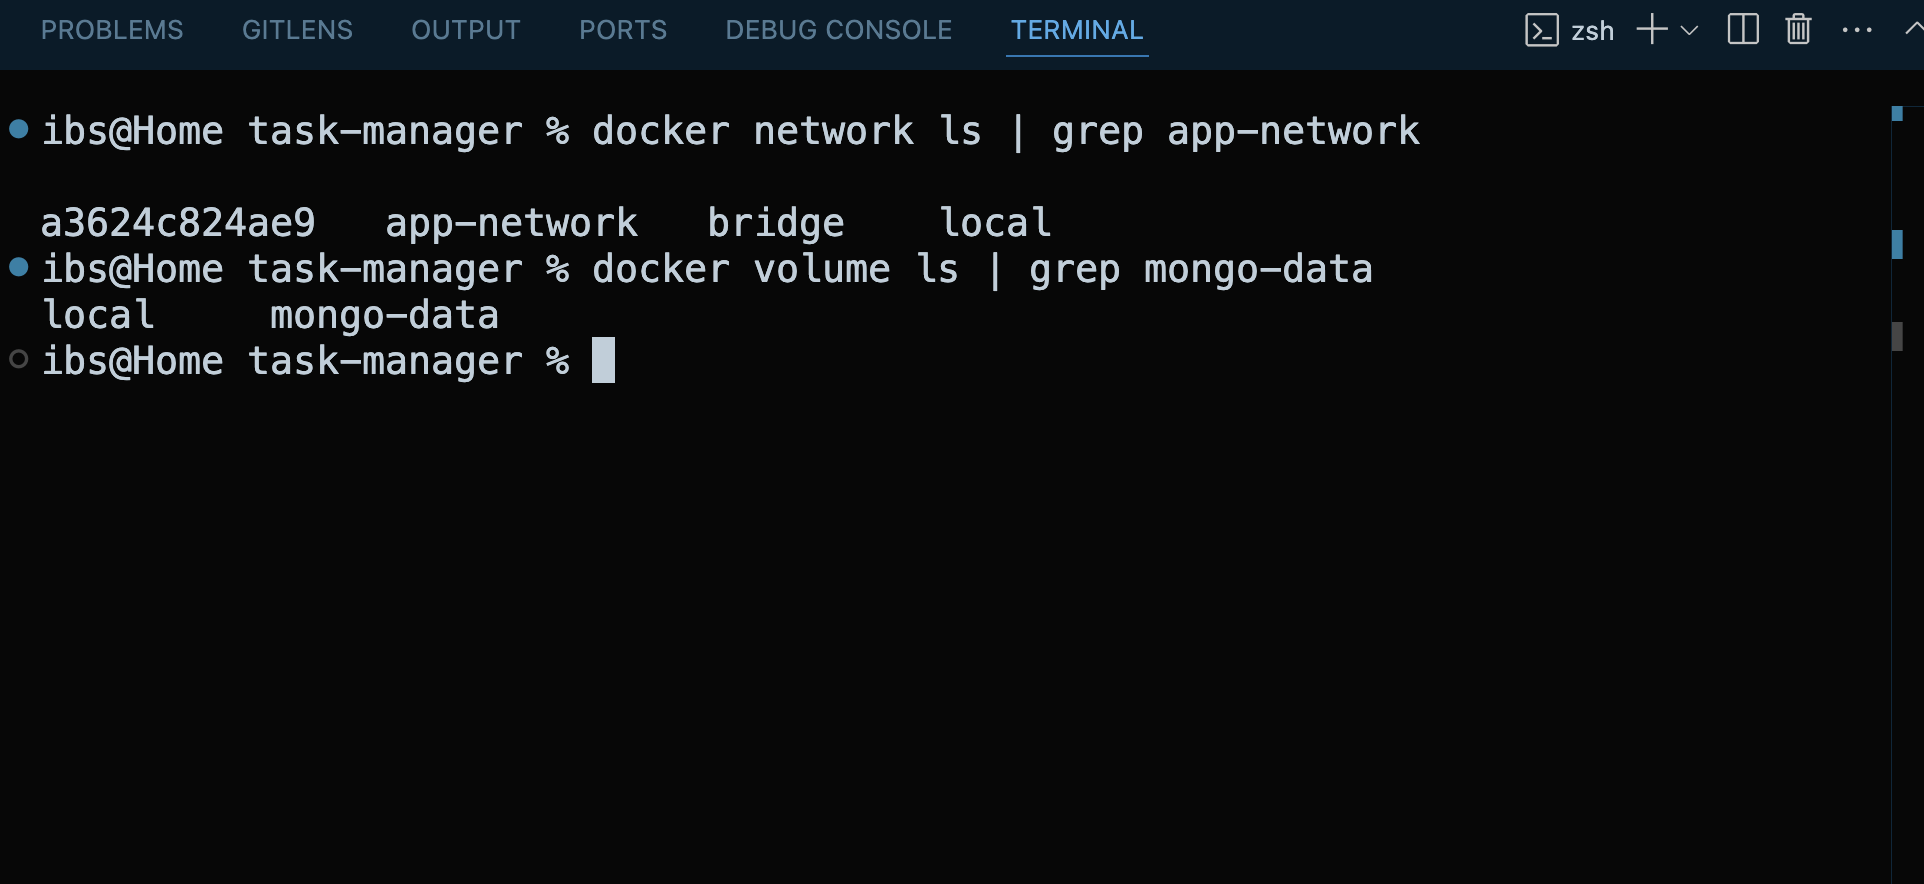 PROBLEMS GITLENS OUTPUT PORTS DEBUG CONSOLE TERMINAL zsh
ibs@Home task-manager % docker network ls | grep app-network
a3624c824ae9   app-network   bridge    local
ibs@Home task-manager % docker volume ls | grep mongo-data
local     mongo-data
ibs@Home task-manager %